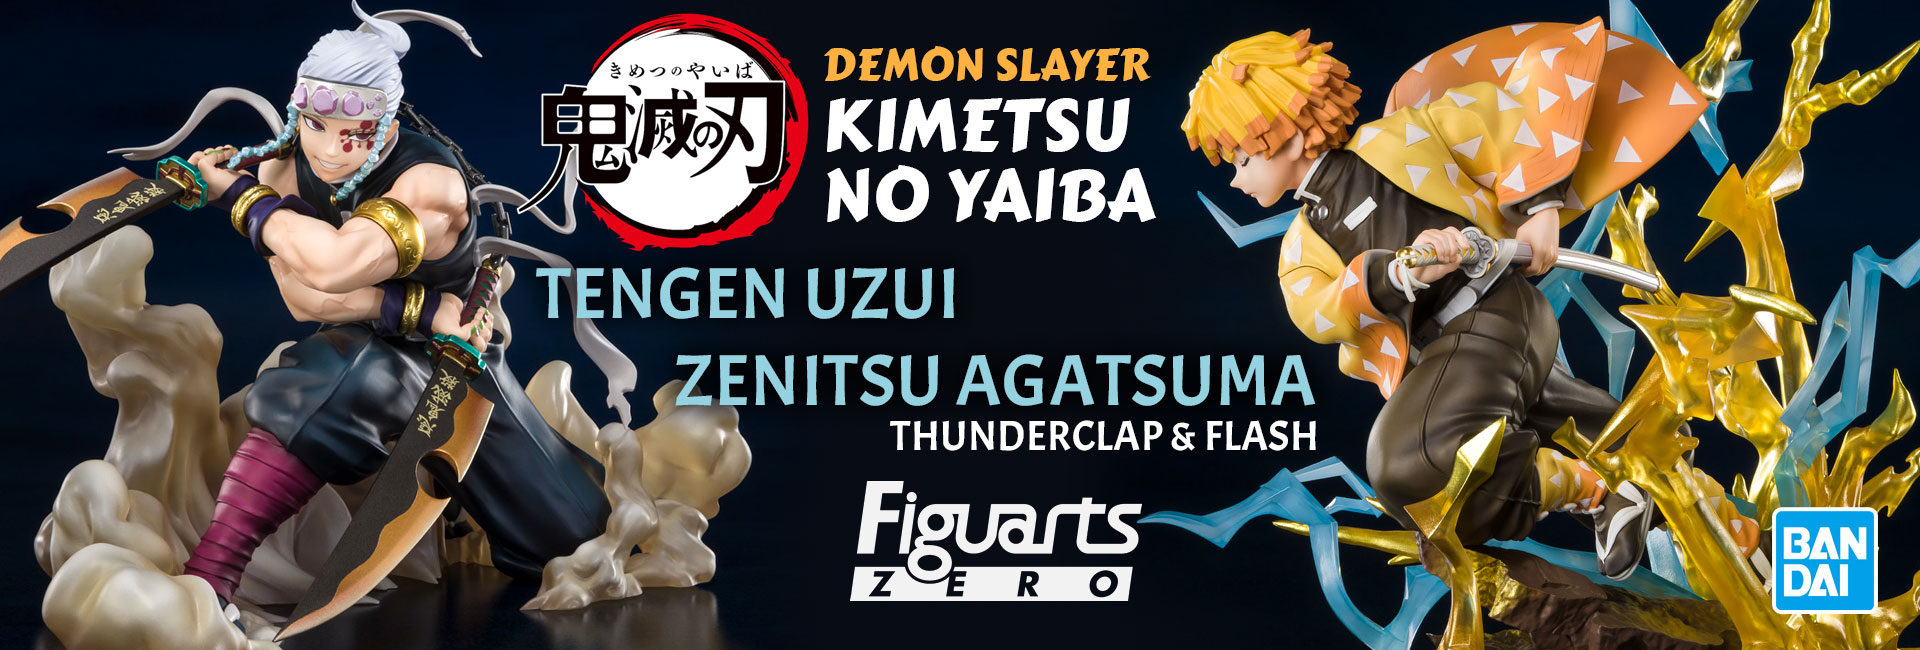 きめつのやいば
鬼滅の刃
DEMON SLAYER
KIMETSU
NO YAIBA
TENGEN UZUI
ZENITSU AGATSUMA
THUNDERCLAP & FLASH
Figuarts
ZERO
BAN
DAI